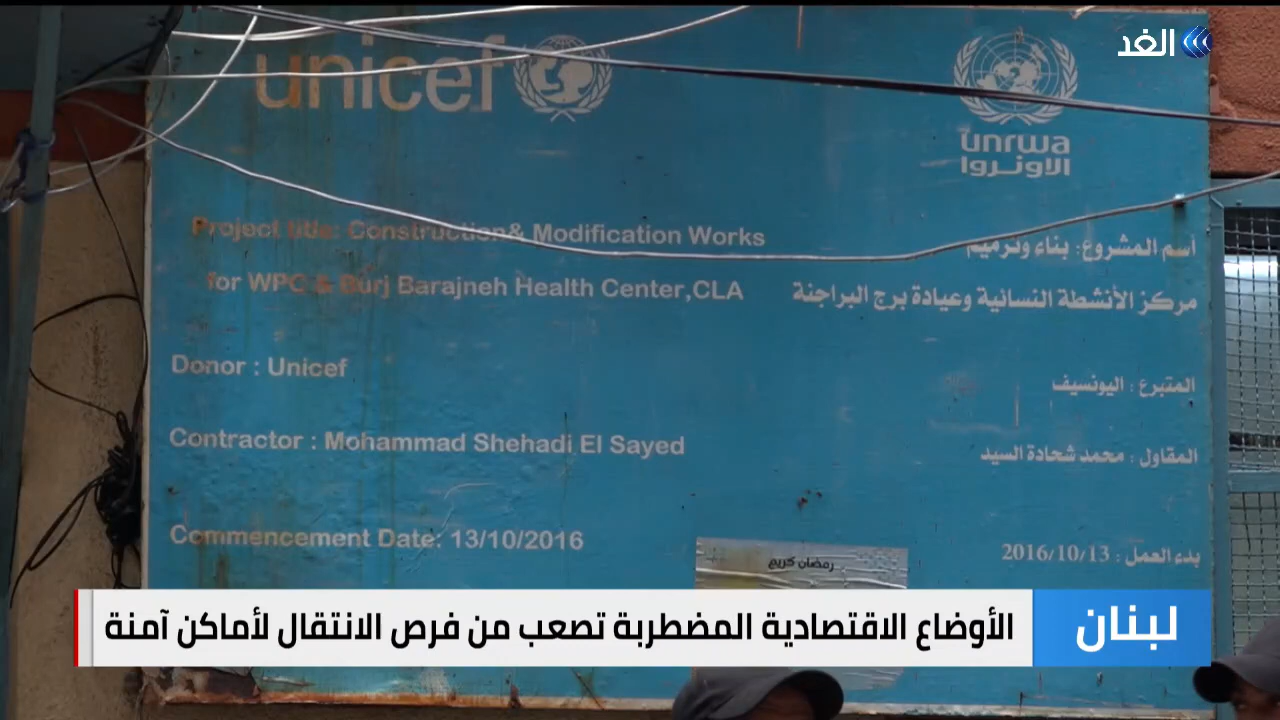 الغد
unicef
unrwa
الاونروا
Project title: Construction& Modification Works
for WPC & Burj Barajneh Health Center,CLA
أسم المشروع: بناء وترميم
مركز الأنشطة النسائية وعيادة برج البراجنة
Donor : Unicef
المتبرع : اليونسيف
Contractor : Mohammad Shehadi El Sayed
المقاول : محمد شحادة السيد
Commencement Date: 13/10/2016
بدء العمل : 2016/10/13
رمضان كريم
لبنان
الأوضاع الاقتصادية المضطربة تصعب من فرص الانتقال لأماكن آمنة